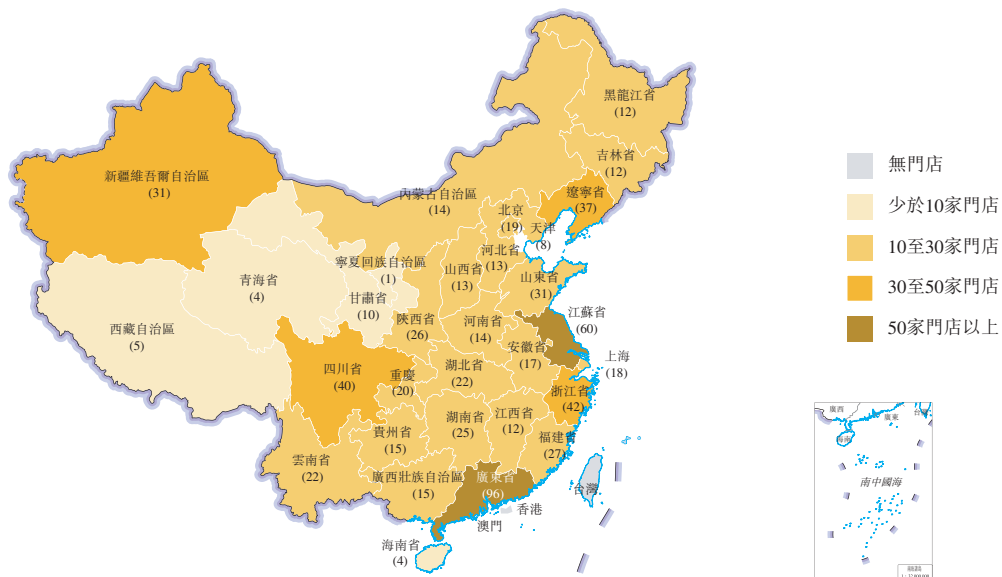 黑龍江省
(12)
吉林省
(12)
遼寧省
(37)
新疆維吾爾自治區
(31)
內蒙古自治區
(14)
北京
(19)
天津
(8)
河北省
(13)
山西省
(13)
山東省
(31)
寧夏回族自治區
(1)
青海省
(4)
甘肅省
(10)
西藏自治區
(5)
陝西省
(26)
河南省
(14)
江蘇省
(60)
安徽省
(17)
上海
(18)
四川省
(40)
重慶
(20)
湖北省
(22)
浙江省
(42)
湖南省
(25)
江西省
(12)
福建省
(27)
貴州省
(15)
雲南省
(22)
廣西壯族自治區
(15)
廣東省
(96)
台灣
香港
澳門
海南省
(4)
無門店
少於10家門店
10至30家門店
30至50家門店
50家門店以上
廣西
廣東
海南
南中國海